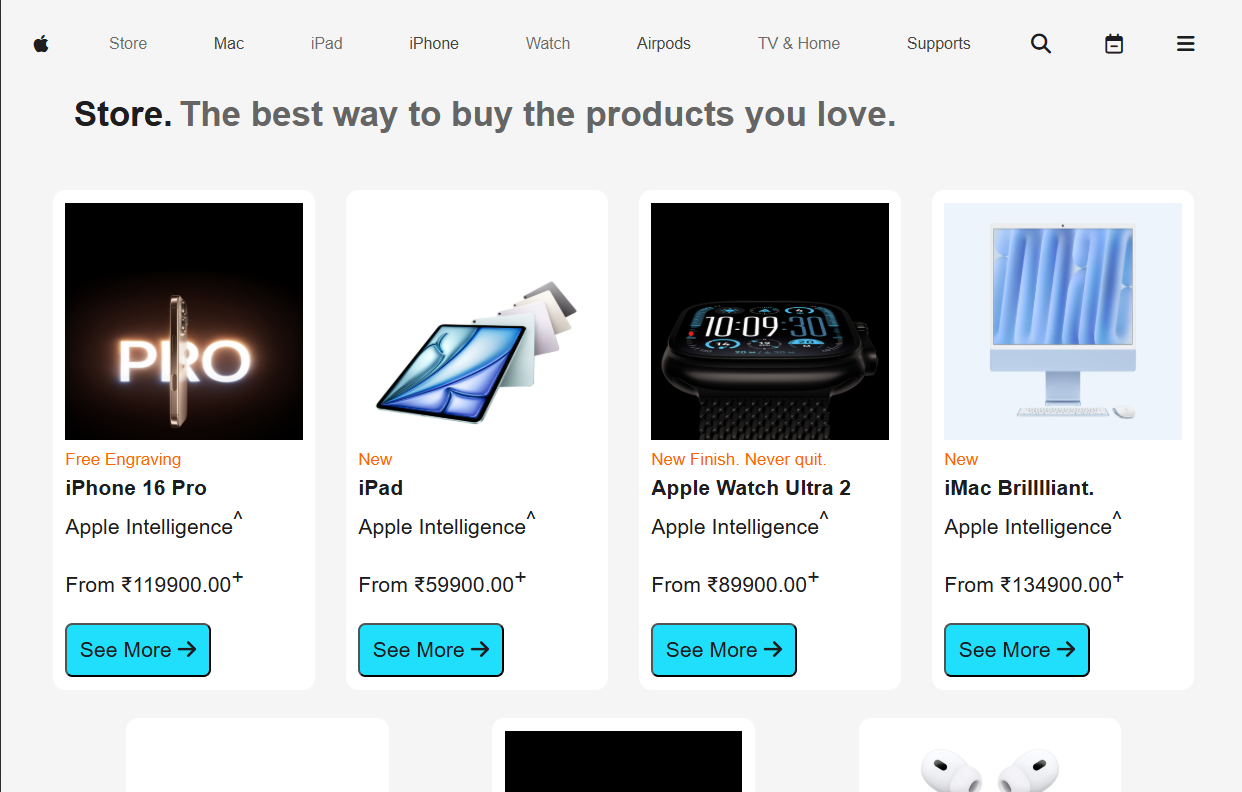 Store Mac iPad iPhone Watch Airpods TV & Home Supports
Store. The best way to buy the products you love.
PRO
10:09 30
Free Engraving
iPhone 16 Pro
Apple Intelligence^
From ₹119900.00+
See More →
New
iPad
Apple Intelligence^
From ₹59900.00+
See More →
New Finish. Never quit.
Apple Watch Ultra 2
Apple Intelligence^
From ₹89900.00+
See More →
New
iMac Brilllliant.
Apple Intelligence^
From ₹134900.00+
See More →